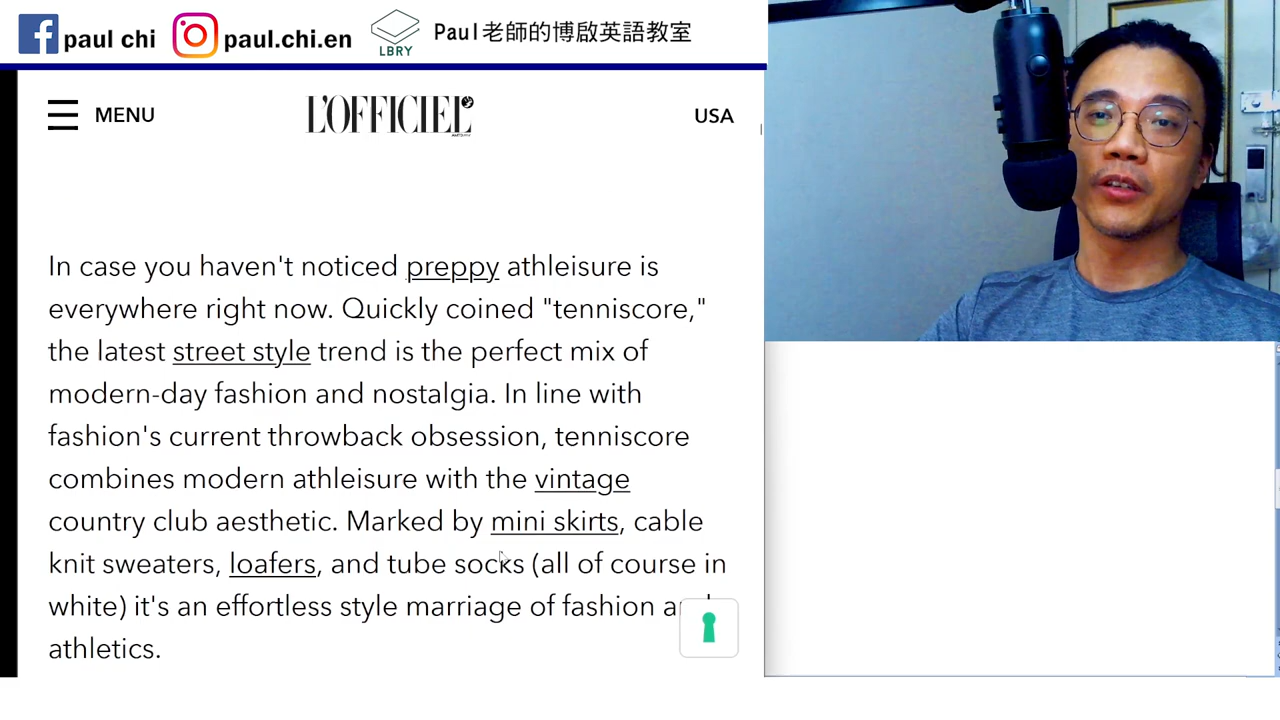 paul chi
paul.chi.en
LBRY
Paul老師的博啟英語教室
MENU
L'OFFICIEL
USA
In case you haven't noticed preppy athleisure is
everywhere right now. Quickly coined "tenniscore,"
the latest street style trend is the perfect mix of
modern-day fashion and nostalgia. In line with
fashion's current throwback obsession, tenniscore
combines modern athleisure with the vintage
country club aesthetic. Marked by mini skirts, cable
knit sweaters, loafers, and tube socks (all of course in
white) it's an effortless style marriage of fashion
athletics.